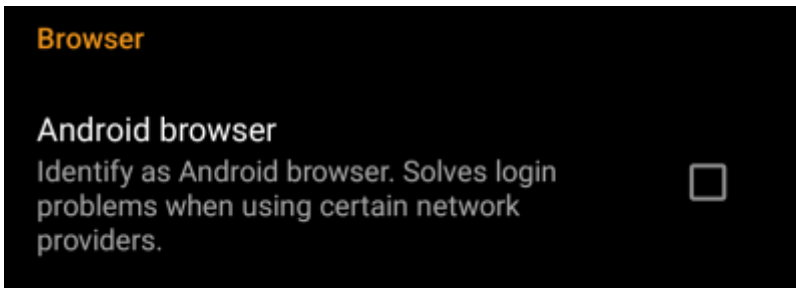 Browser
Android browser
Identify as Android browser. Solves login
problems when using certain network
providers.